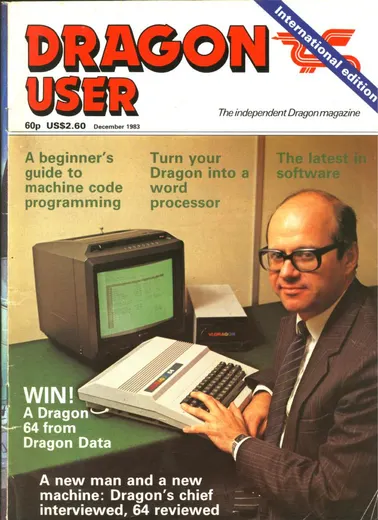 International edition
DRAGON
USER
The independent Dragon magazine
60p US$2.60 December 1983
A beginner's
guide to
machine code
programming
Turn your
Dragon into a
word
processor
The latest in
software
DRAGON
64
WIN!
A Dragon
64 from
Dragon Data
A new man and a new
machine: Dragon's chief
interviewed, 64 reviewed